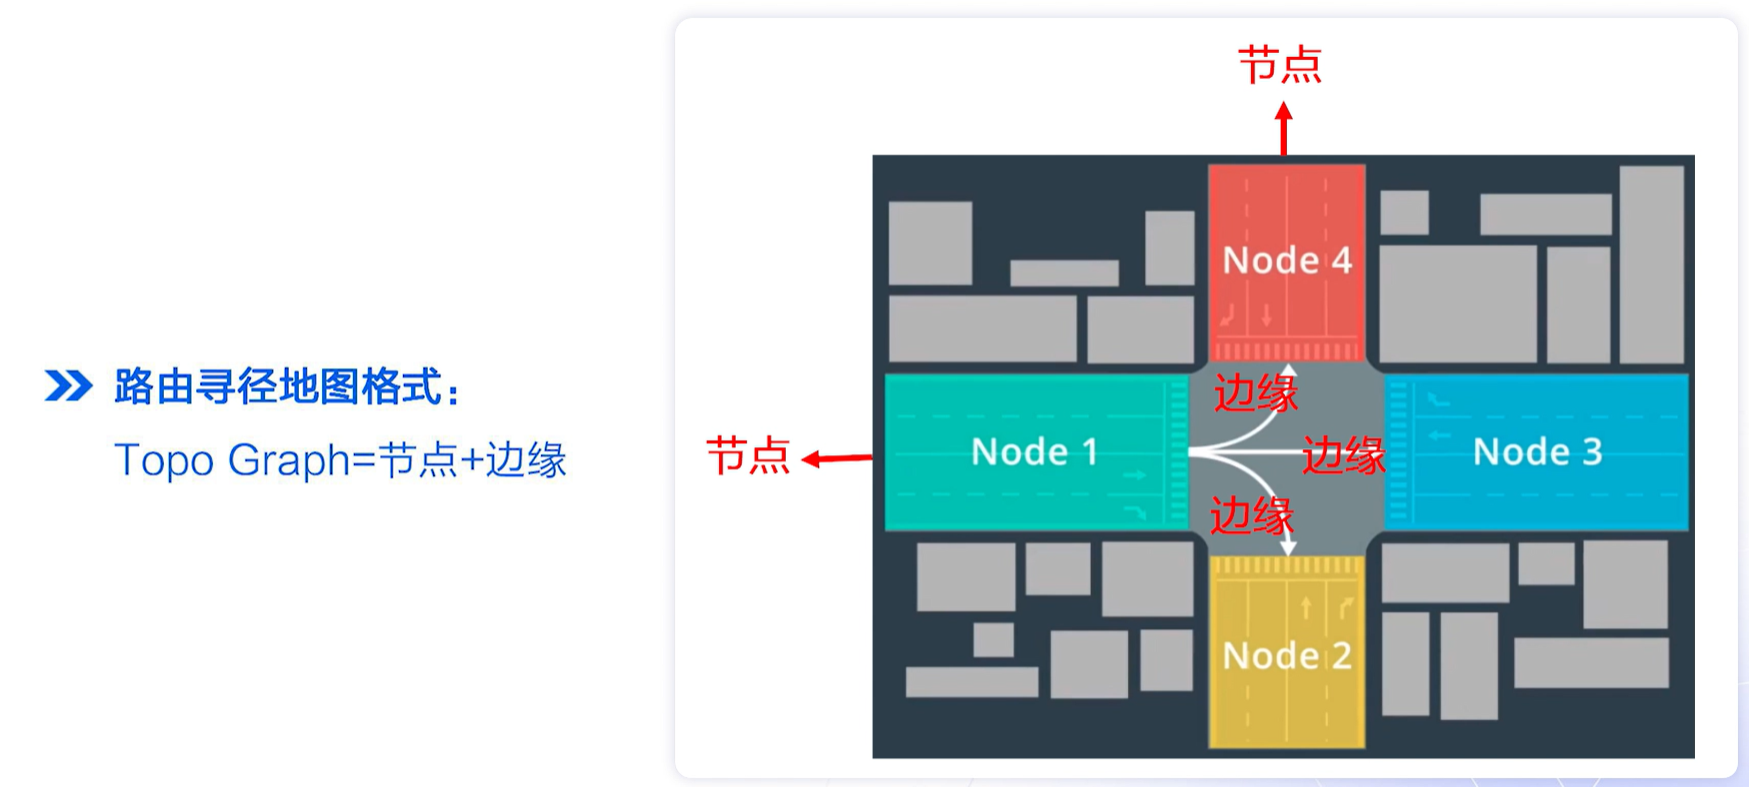 路由寻径地图格式：
Topo Graph=节点+边缘
节点
Node 4
边缘
节点
Node 1
边缘
Node 3
边缘
Node 2